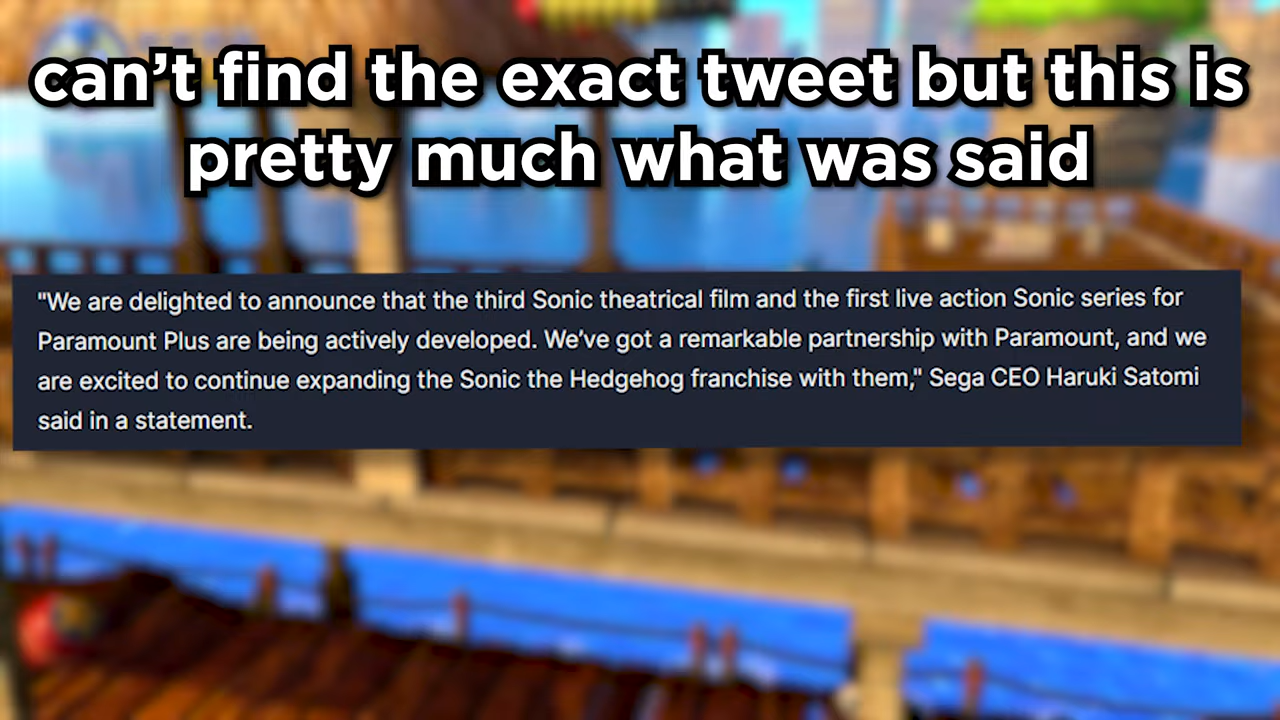 can’t find the exact tweet but this is
pretty much what was said
"We are delighted to announce that the third Sonic theatrical film and the first live action Sonic series for
Paramount Plus are being actively developed. We’ve got a remarkable partnership with Paramount, and we
are excited to continue expanding the Sonic the Hedgehog franchise with them," Sega CEO Haruki Satomi
said in a statement.